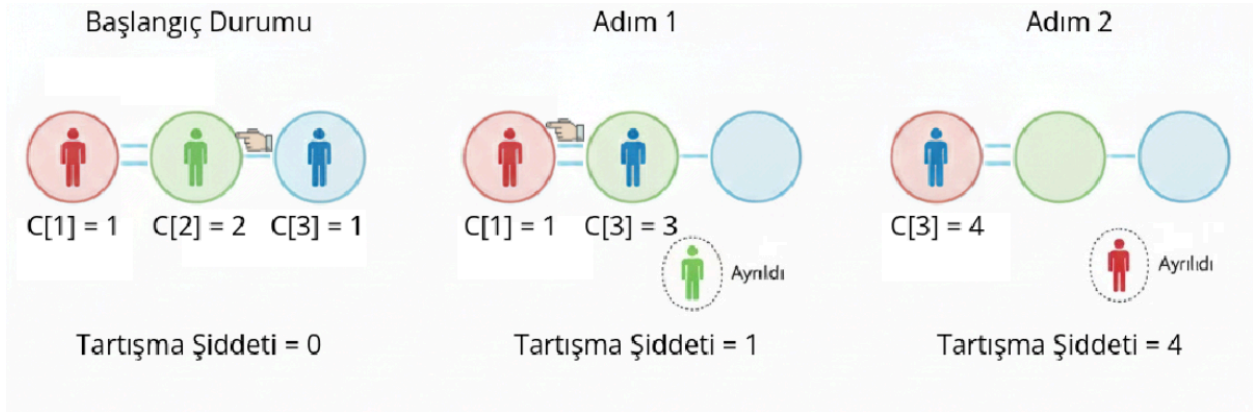 Başlangıç Durumu
C[1] = 1 C[2] = 2 C[3] = 1
Tartışma Şiddeti = 0
Adım 1
C[1] = 1 C[3] = 3
Ayrıldı
Tartışma Şiddeti = 1
Adım 2
C[3] = 4
Ayrılıdı
Tartışma Şiddeti = 4